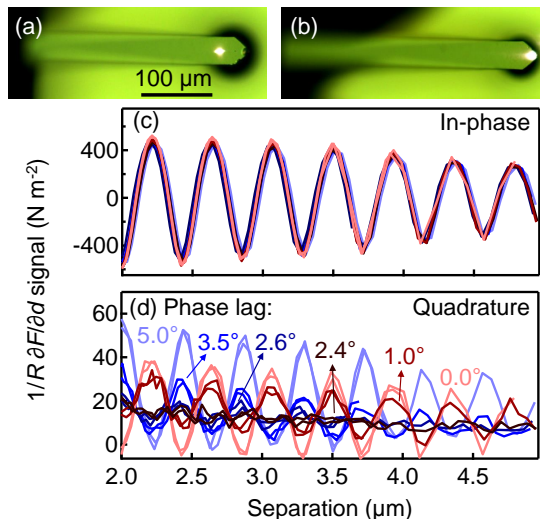 (a)
(b)
100 µm
(c)
In-phase
400
0
-400
1/R ∂F/∂d signal (N m⁻²)
(d) Phase lag:
Quadrature
60
40
20
0
5.0°
3.5°
2.6°
2.4°
1.0°
0.0°
2.0
2.5
3.0
3.5
4.0
4.5
Separation (µm)